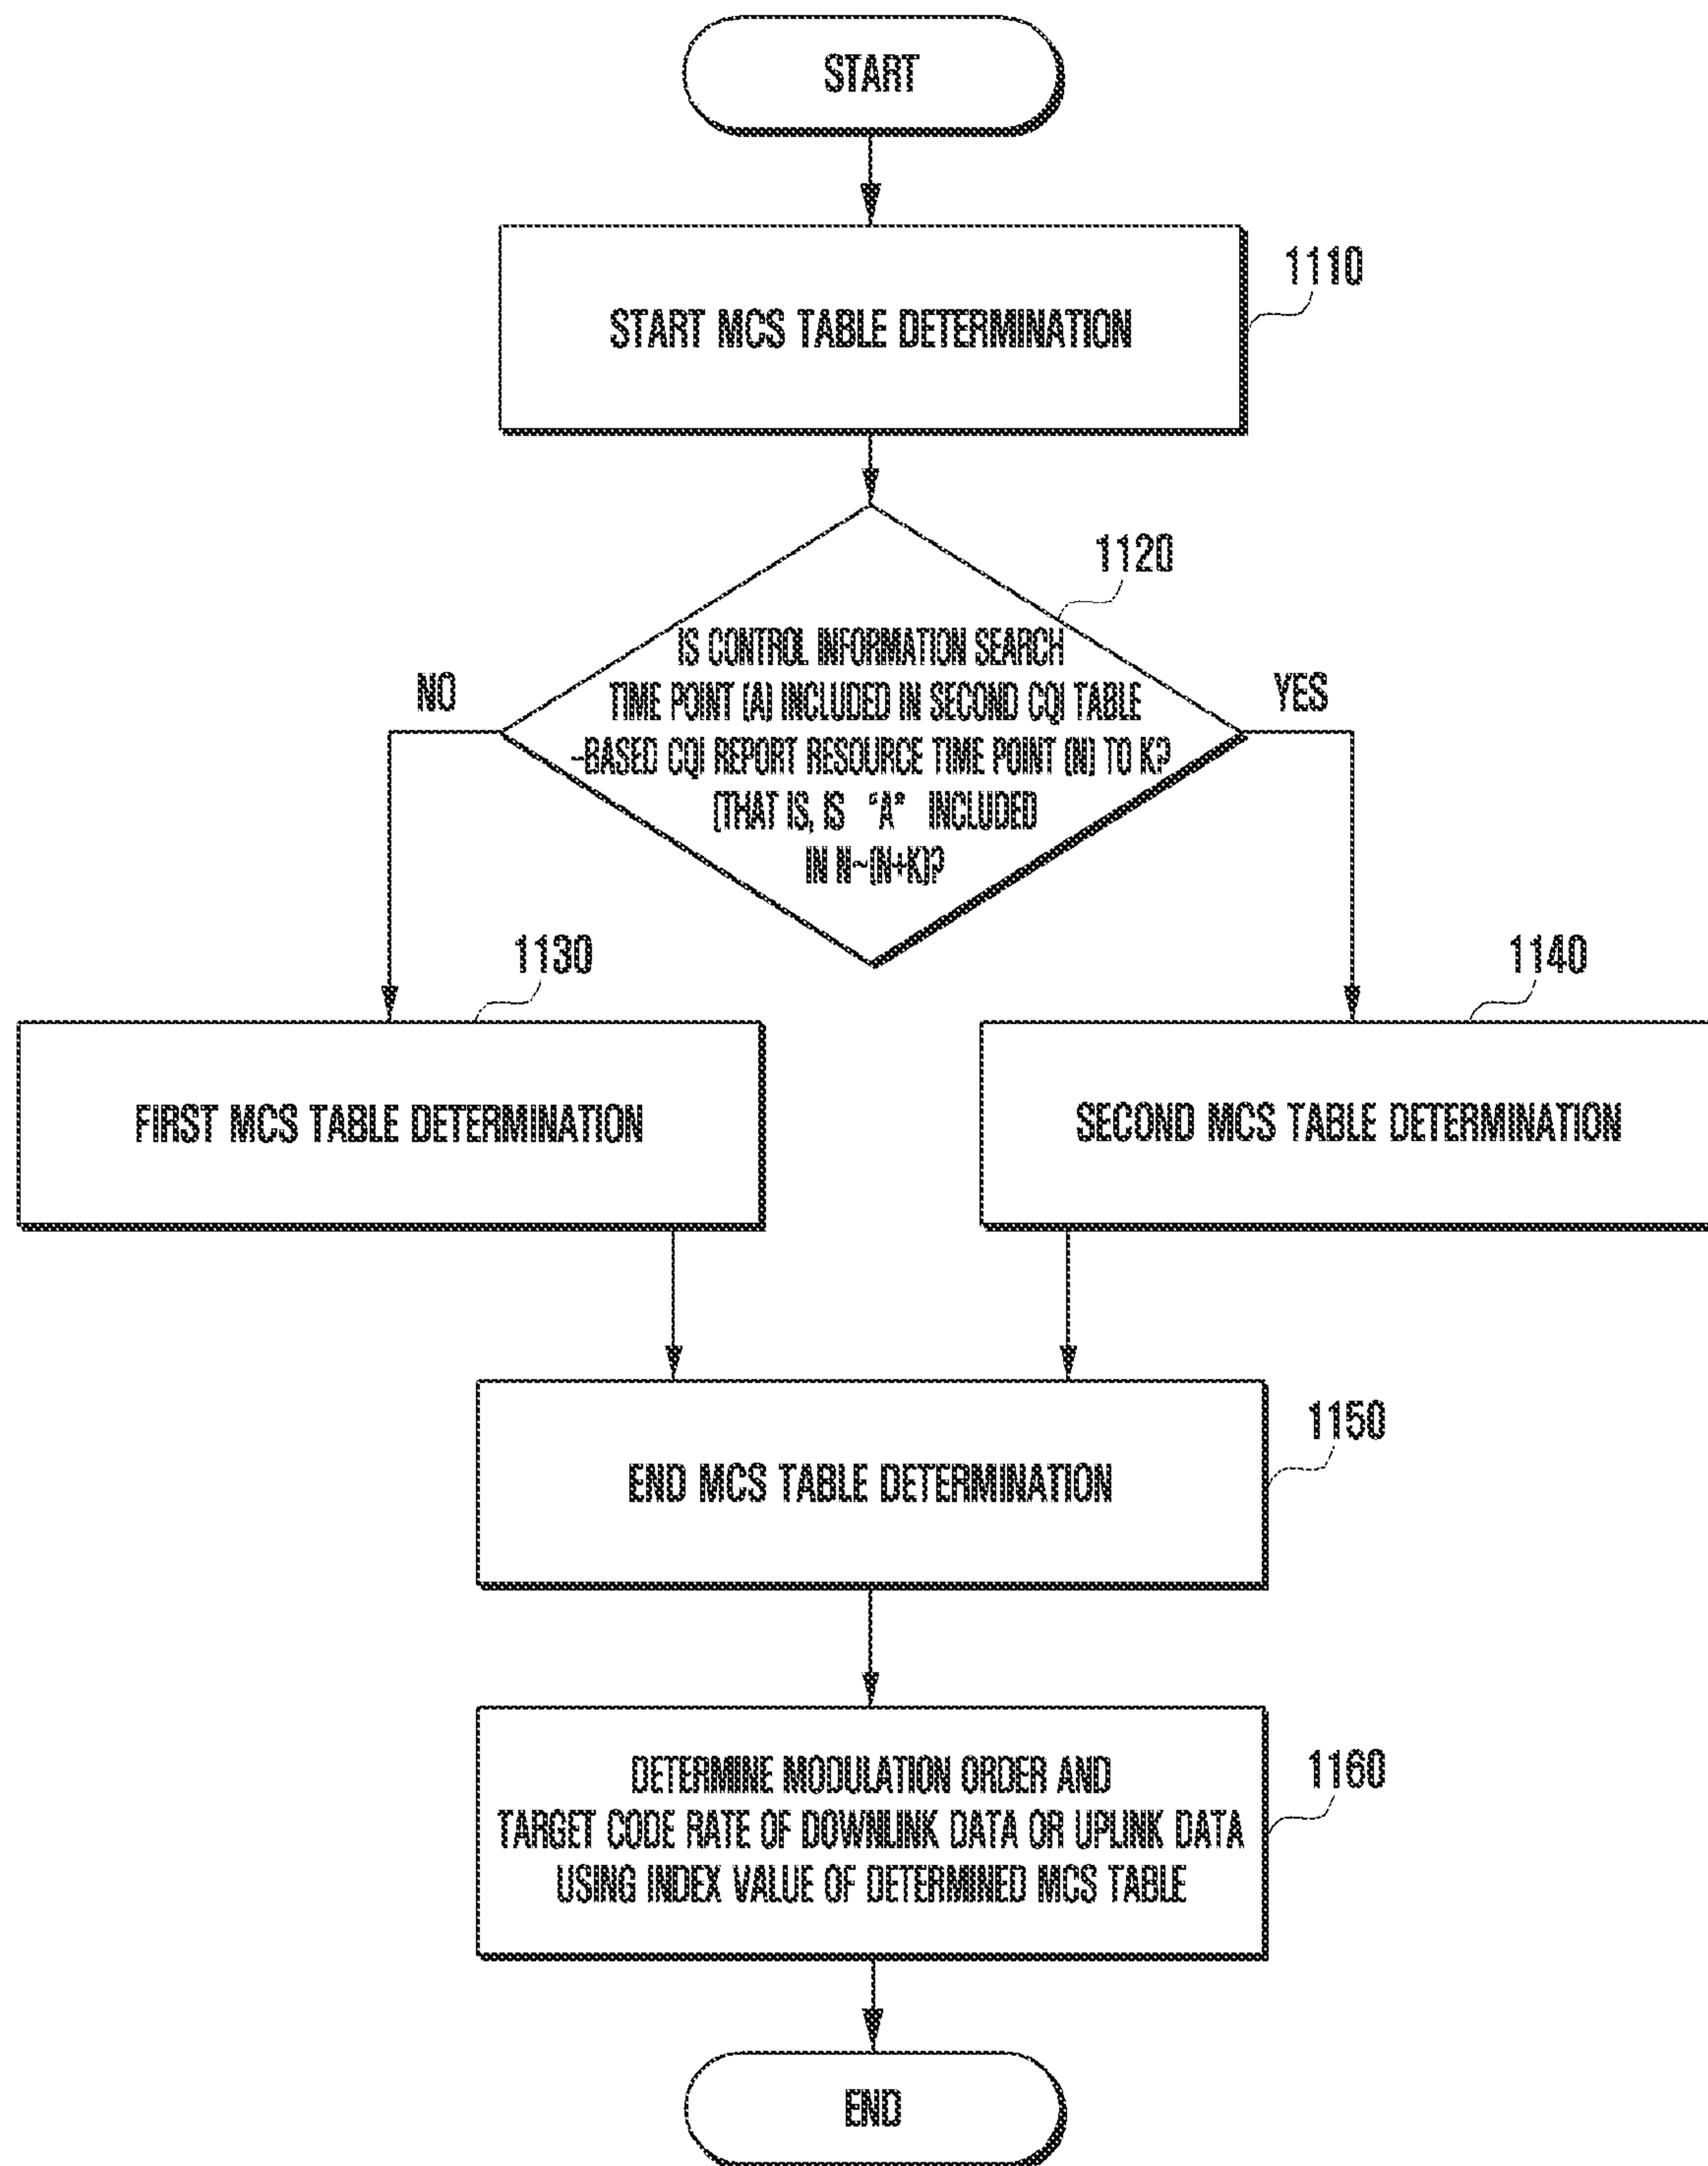 START
1110
START MCS TABLE DETERMINATION
1120
IS CONTROL INFORMATION SEARCH
TIME POINT (A) INCLUDED IN SECOND CQI TABLE
-BASED CQI REPORT RESOURCE TIME POINT (N) TO K?
(THAT IS, IS "A" INCLUDED
IN N~(N+K)?
NO
YES
1130
1140
FIRST MCS TABLE DETERMINATION
SECOND MCS TABLE DETERMINATION
1150
END MCS TABLE DETERMINATION
1160
DETERMINE MODULATION ORDER AND
TARGET CODE RATE OF DOWNLINK DATA OR UPLINK DATA
USING INDEX VALUE OF DETERMINED MCS TABLE
END